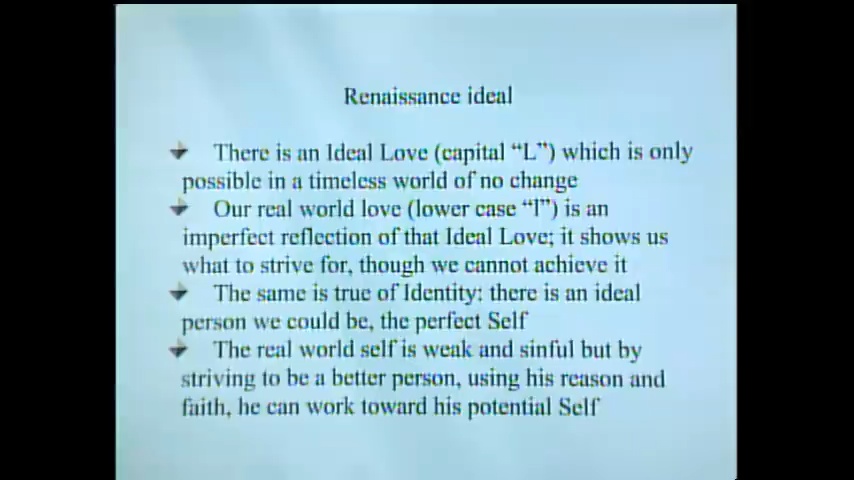 Renaissance ideal
There is an Ideal Love (capital “L”) which is only
possible in a timeless world of no change
Our real world love (lower case “l”) is an
imperfect reflection of that Ideal Love; it shows us
what to strive for, though we cannot achieve it
The same is true of Identity: there is an ideal
person we could be, the perfect Self
The real world self is weak and sinful but by
striving to be a better person, using his reason and
faith, he can work toward his potential Self